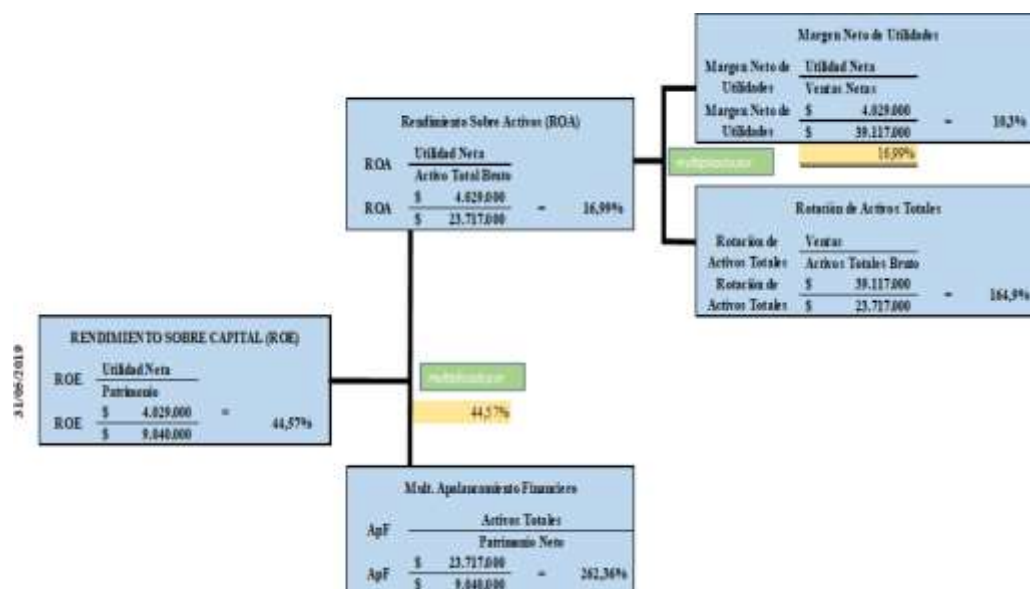 Margen Neto de Utilidades
Margen Neto de Utilidades
Utilidad Neta
Ventas Netas
Margen Neto de Utilidades
$ 4.029.000
$ 39.117.000
= 10,3%
16,99%
Rendimiento Sobre Activos (ROA)
ROA
Utilidad Neta
Activo Total Bruto
ROA
$ 4.029.000
$ 23.717.000
= 16,99%
Rotación de Activos Totales
Rotación de Activos Totales
Ventas
Activos Totales Bruto
Rotación de Activos Totales
$ 39.117.000
$ 23.717.000
= 164,9%
31/05/2019
RENDIMIENTO SOBRE CAPITAL (ROE)
ROE
Utilidad Neta
Patrimonio
ROE
$ 4.029.000
$ 9.040.000
= 44,57%
44,57%
Mult. Apalancamiento Financiero
ApF
Activos Totales
Patrimonio Neto
ApF
$ 23.717.000
$ 9.040.000
= 262,36%